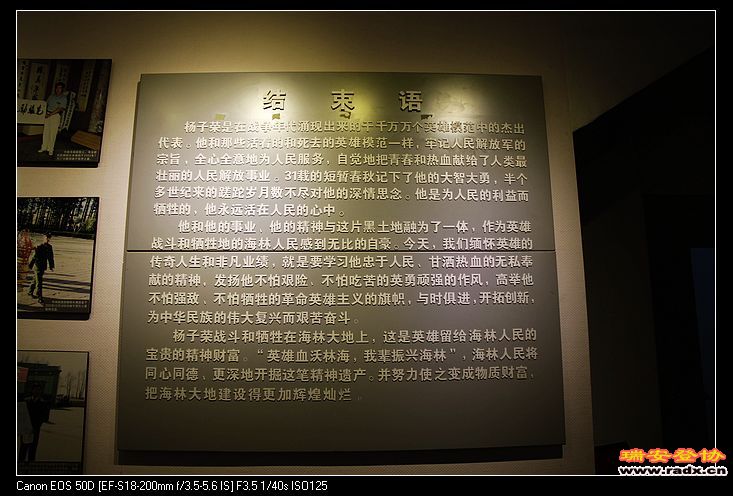 结 束 语
杨子荣是在战争年代涌现出来的千千万万个英雄模范中的杰出
代表。他和那些活着的和死去的英雄模范一样，牢记人民解放军的
宗旨，全心全意地为人民服务，自觉地把青春和热血献给了人类最
壮丽的人民解放事业。31载的短暂春秋记下了他的大智大勇，半个
多世纪来的蹉跎岁月数不尽对他的深情思念。他是为人民的利益而
牺牲的，他永远活在人民的心中。
他和他的事业、他的精神与这片黑土地融为了一体，作为英雄
战斗和牺牲地的海林人民感到无比的自豪。今天，我们缅怀英雄的
传奇人生和非凡业绩，就是要学习他忠于人民、甘洒热血的无私奉
献的精神，发扬他不怕艰险、不怕吃苦的英勇顽强的作风，高举他
不怕强敌、不怕牺牲的革命英雄主义的旗帜，与时俱进，开拓创新，
为中华民族的伟大复兴而艰苦奋斗。
杨子荣战斗和牺牲在海林大地上，这是英雄留给海林人民的
宝贵的精神财富。“英雄血沃林海，我辈振兴海林”，海林人民将
同心同德，更深地开掘这笔精神遗产。并努力使之变成物质财富，
把海林大地建设得更加辉煌灿烂。
瑞安登协
www.radx.cn
Canon EOS 50D [EF-S18-200mm f/3.5-5.6 IS] F3.5 1/40s ISO125